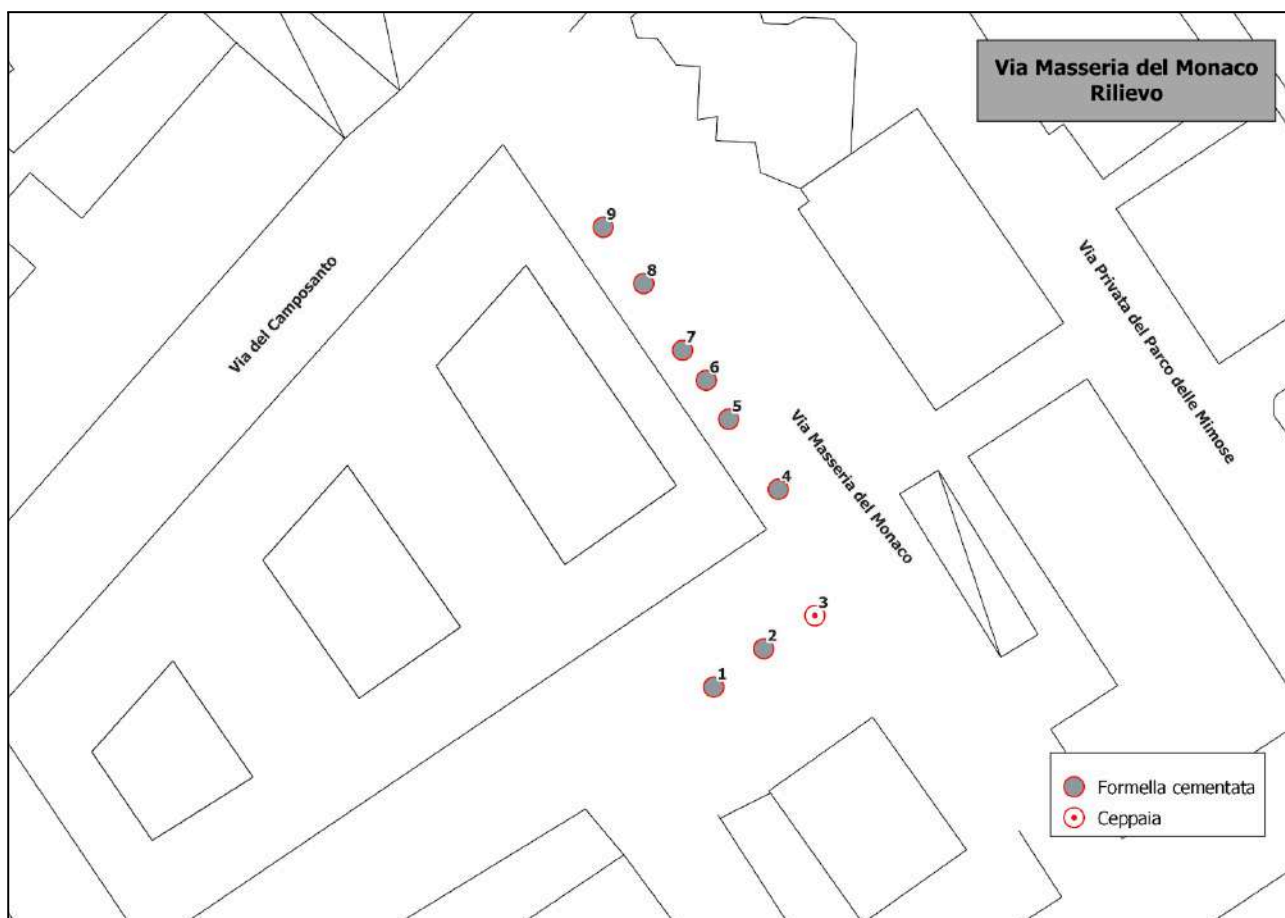 Via Masseria del Monaco
Rilievo
9
8
7
6
5
4
3
2
1
Via del Camposanto
Via Masseria del Monaco
Via Privata del Parco delle Mimose
Formella cementata
Ceppaia